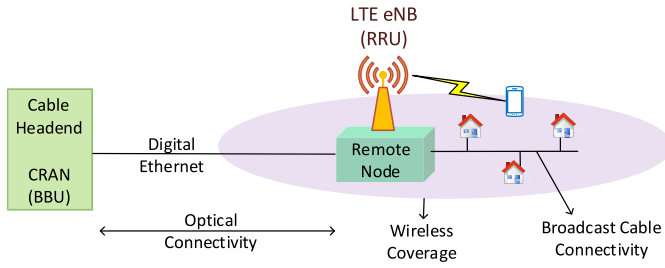 LTE eNB
(RRU)
Cable
Headend
CRAN
(BBU)
Digital
Ethernet
Remote
Node
Optical
Connectivity
Wireless
Coverage
Broadcast Cable
Connectivity